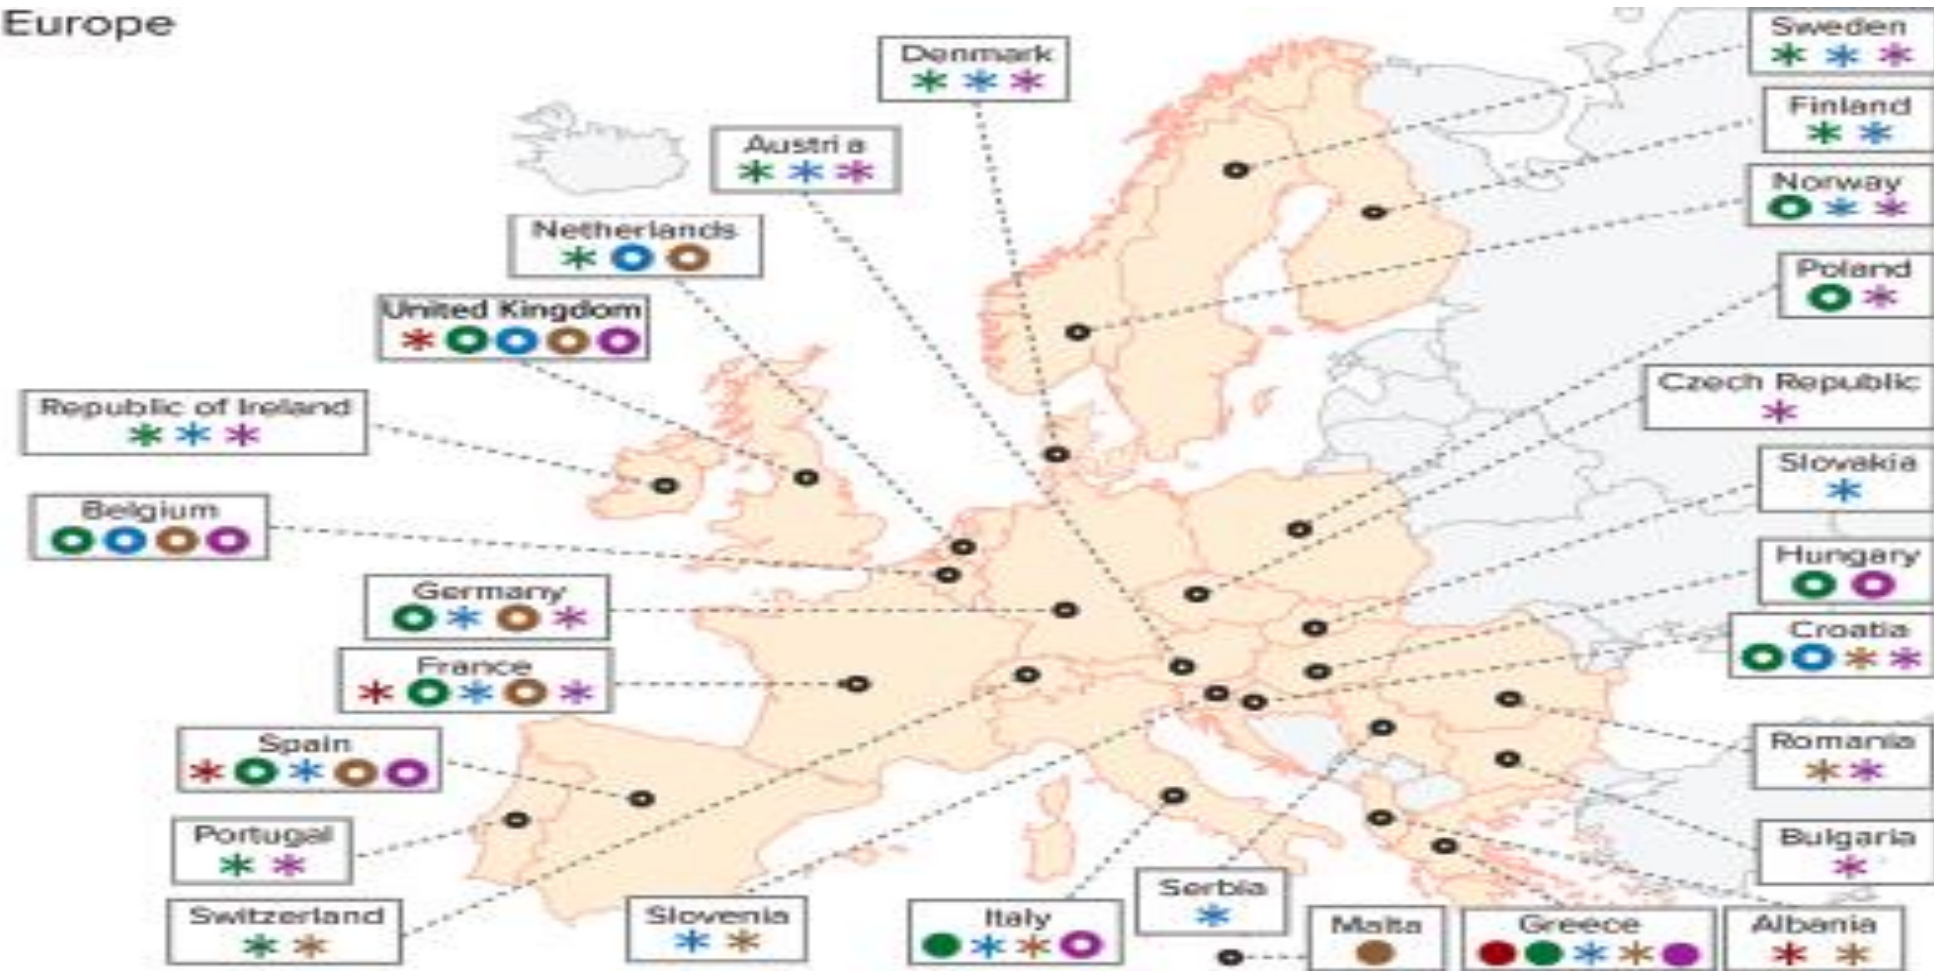 Europe
Sweden
Denmark
Finland
Austria
Norway
Netherlands
Poland
United Kingdom
Czech Republic
Republic of Ireland
Slovakia
Belgium
Hungary
Germany
Croatia
France
Spain
Romania
Portugal
Bulgaria
Serbia
Switzerland
Slovenia
Italy
Malta
Greece
Albania